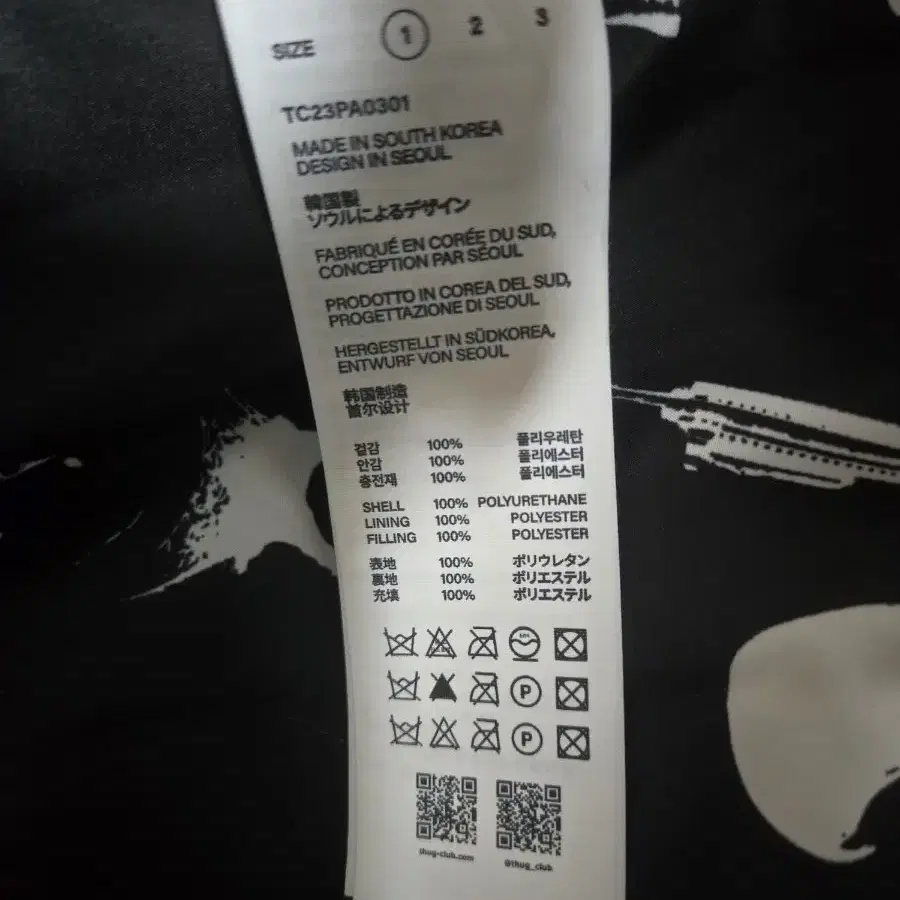 SIZE 1 2 3
TC23PA0301
MADE IN SOUTH KOREA
DESIGN IN SEOUL
韓国製
ソウルによるデザイン
FABRIQUÉ EN CORÉE DU SUD,
CONCEPTION PAR SÉOUL
PRODOTTO IN COREA DEL SUD,
PROGETTAZIONE DI SEOUL
HERGESTELLT IN SÜDKOREA,
ENTWURF VON SEOUL
韩国制造
首尔设计
겉감 100% 폴리우레탄
안감 100% 폴리에스터
충전재 100% 폴리에스터
SHELL 100% POLYURETHANE
LINING 100% POLYESTER
FILLING 100% POLYESTER
表地 100% ポリウレタン
裏地 100% ポリエステル
充填 100% ポリエステル
P
P
thug-club.com @thug_club